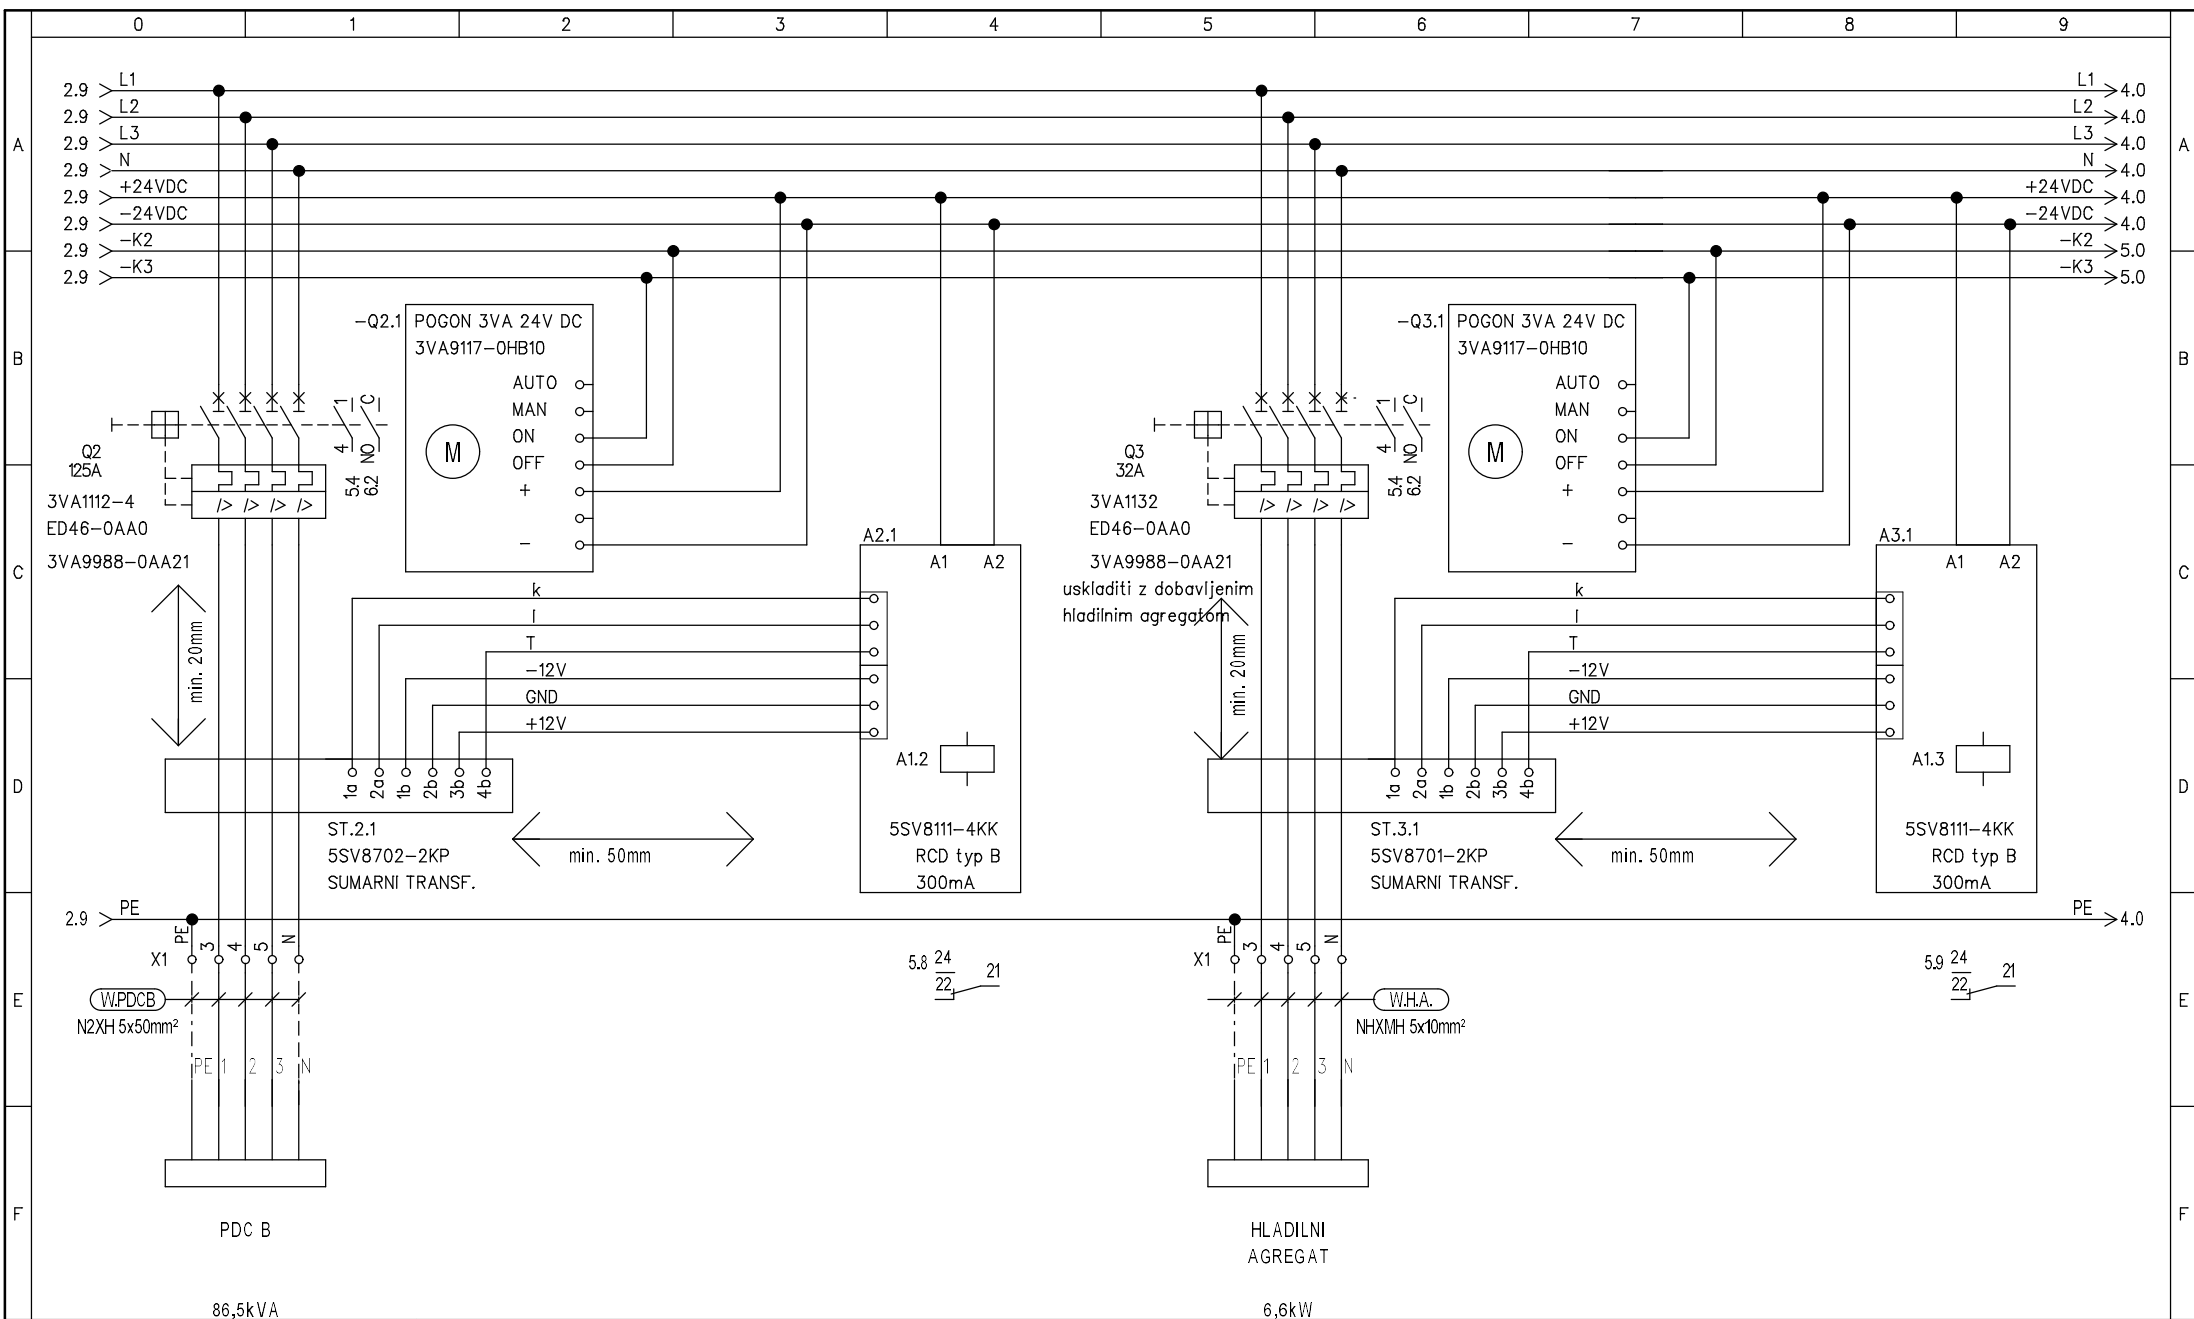 0 1 2 3 4 5 6 7 8 9
2.9 L1 L1 4.0
2.9 L2 L2 4.0
A 2.9 L3 L3 4.0 A
2.9 N N 4.0
2.9 +24VDC +24VDC 4.0
2.9 -24VDC -24VDC 4.0
2.9 -K2 -K2 5.0
2.9 -K3 -K3 5.0
B B
-Q2.1 POGON 3VA 24V DC
3VA9117-0HB10
AUTO
MAN
ON
OFF
+
-
M
1 C
4 NO
5.4 6.2
Q2
125A
3VA1112-4
ED46-0AA0
3VA9988-0AA21
-Q3.1 POGON 3VA 24V DC
3VA9117-0HB10
AUTO
MAN
ON
OFF
+
-
M
1 C
4 NO
5.4 6.2
Q3
32A
3VA1132
ED46-0AA0
3VA9988-0AA21
uskladiti z dobavljenim
hladilnim agregatom
C C
min. 20mm
k
l
T
-12V
GND
+12V
A2.1
A1 A2
A1.2
5SV8111-4KK
RCD typ B
300mA
min. 20mm
k
l
T
-12V
GND
+12V
A3.1
A1 A2
A1.3
5SV8111-4KK
RCD typ B
300mA
D D
1a 2a 1b 2b 3b 4b
ST.2.1
5SV8702-2KP
SUMARNI TRANSF.
min. 50mm
1a 2a 1b 2b 3b 4b
ST.3.1
5SV8701-2KP
SUMARNI TRANSF.
min. 50mm
2.9 PE PE 4.0
PE 3 4 5 N
X1
5.8 24 21
22
PE 3 4 5 N
X1
5.9 24 21
22
E E
W.PDCB
N2XH 5x50mm²
PE 1 2 3 N
W.H.A.
NHXMH 5x10mm²
PE 1 2 3 N
F F
PDC B
86,5kVA
HLADILNI
AGREGAT
6,6kW